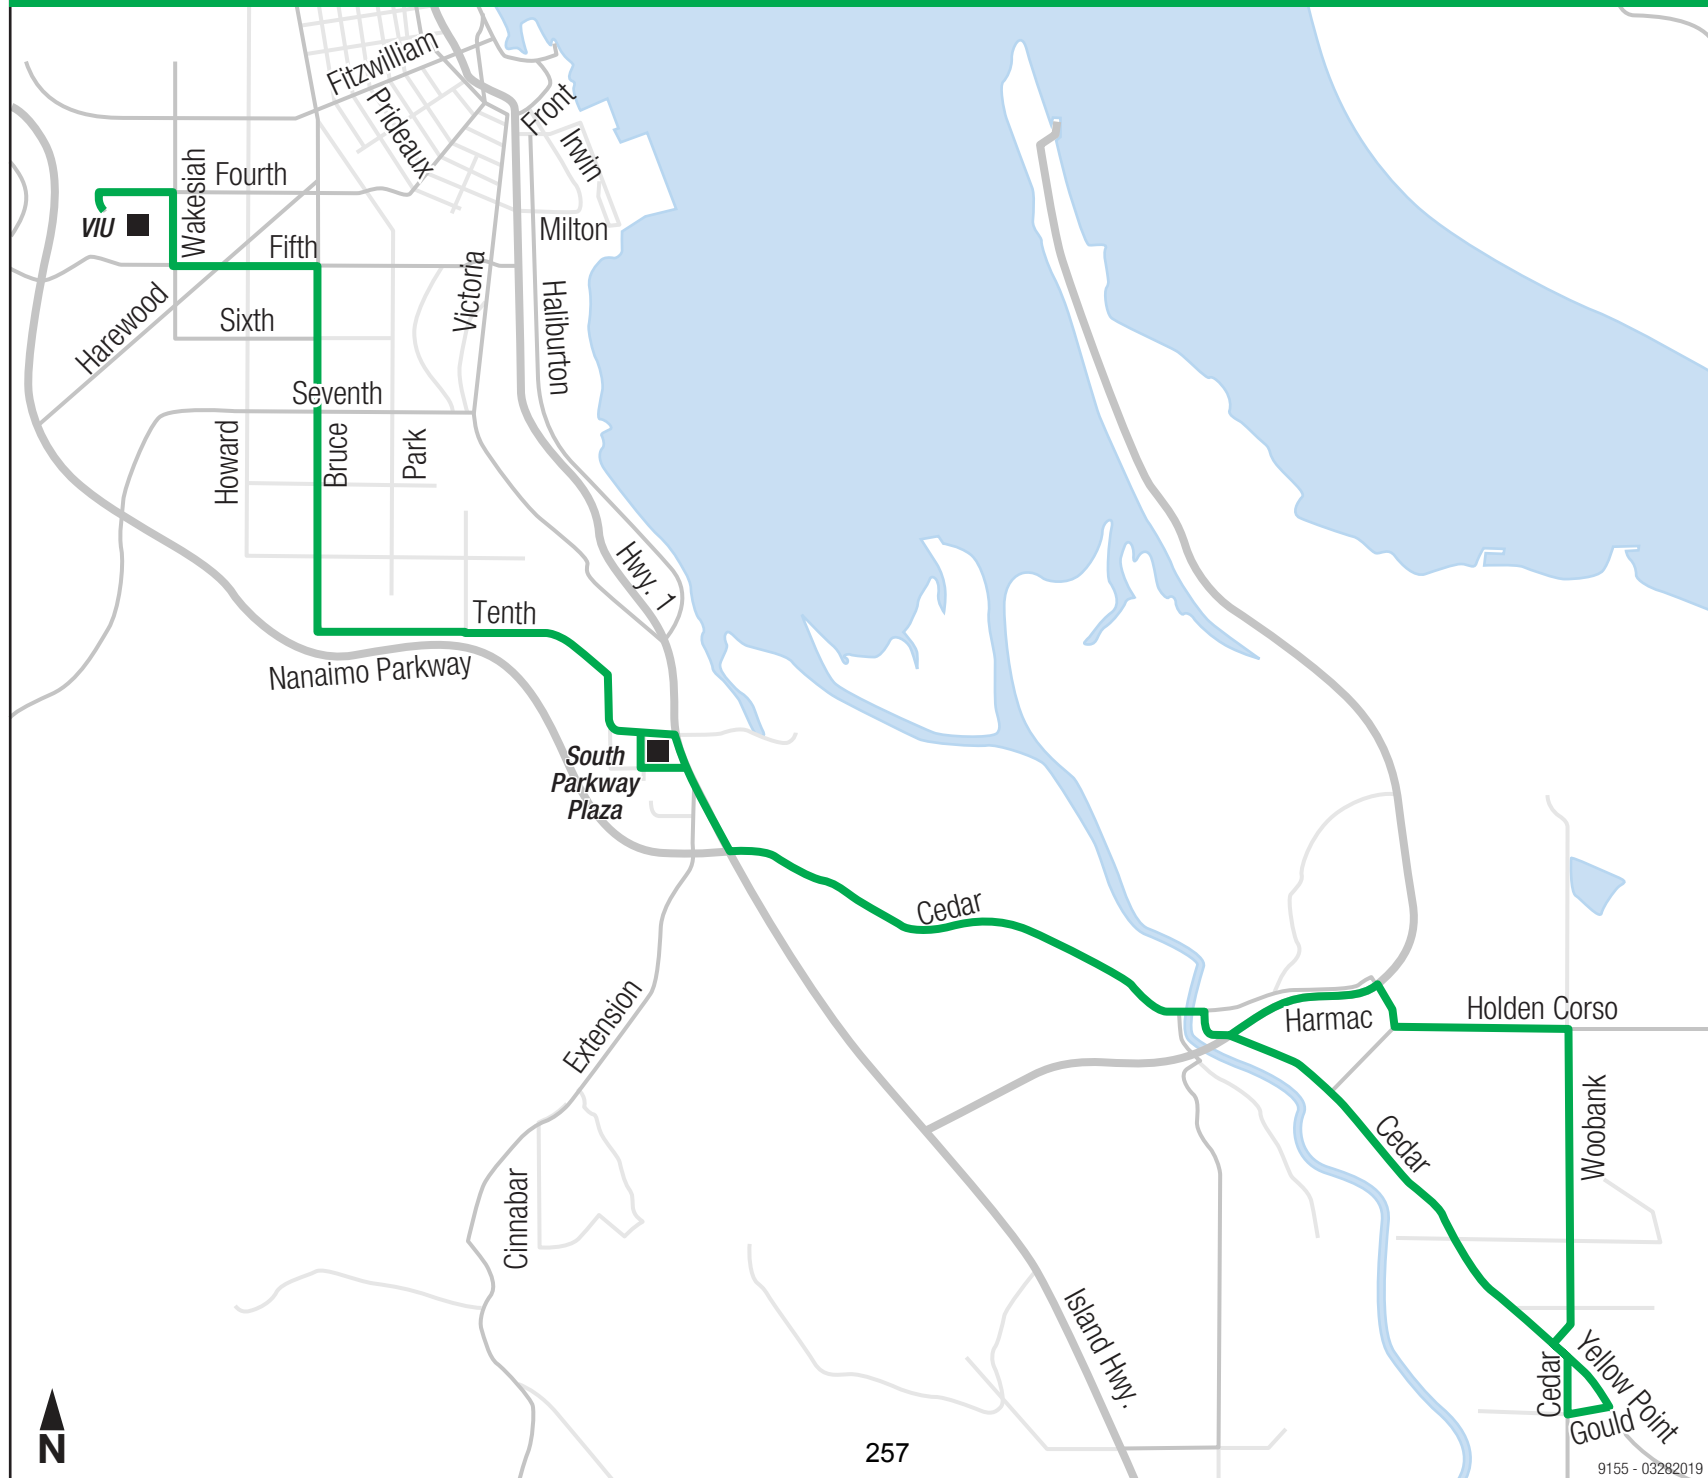 Fitzwilliam
Prideaux
Front
Irwin
Wakesiah
Fourth
VIU
Milton
Fifth
Victoria
Haliburton
Harewood
Sixth
Seventh
Howard
Bruce
Park
Hwy. 1
Tenth
Nanaimo Parkway
South
Parkway
Plaza
Cedar
Extension
Harmac
Holden Corso
Woobank
Cedar
Cinnabar
Island Hwy.
Yellow Point
Cedar
Gould
N
257
9155 - 03282019